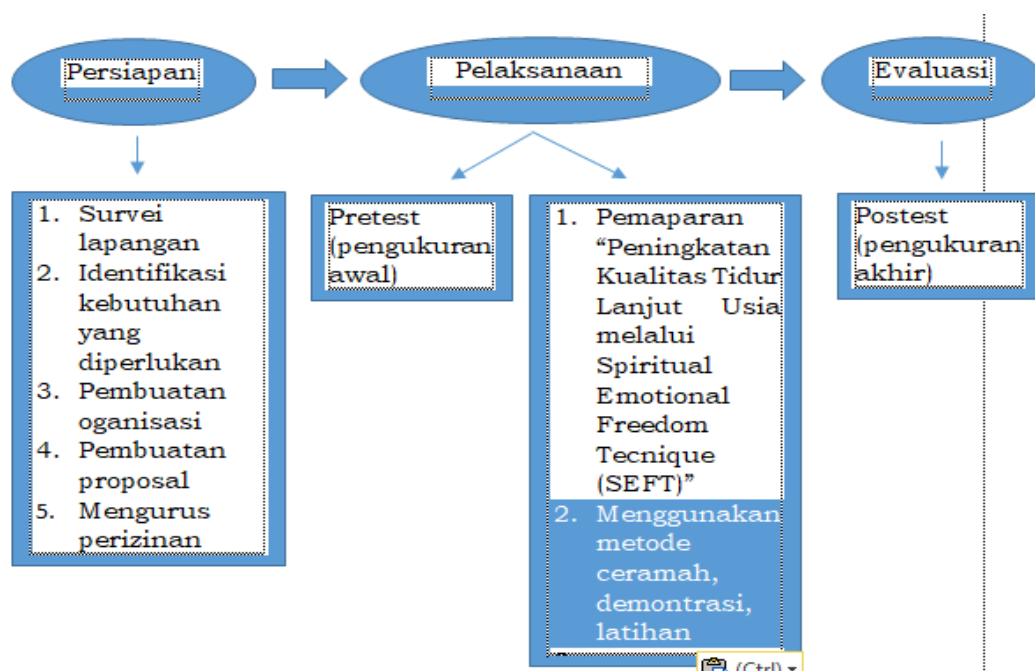 Persiapan
Pelaksanaan
Evaluasi
1. Survei
lapangan
2. Identifikasi
kebutuhan
yang
diperlukan
3. Pembuatan
oganisasi
4. Pembuatan
proposal
5. Mengurus
perizinan
Pretest
(pengukuran
awal)
1. Pemaparan
“Peningkatan
Kualitas Tidur
Lanjut Usia
melalui
Spiritual
Emotional
Freedom
Tecnique
(SEFT)”
2. Menggunakan
metode
ceramah,
demontrasi,
latihan
Postest
(pengukuran
akhir)
(Ctrl)